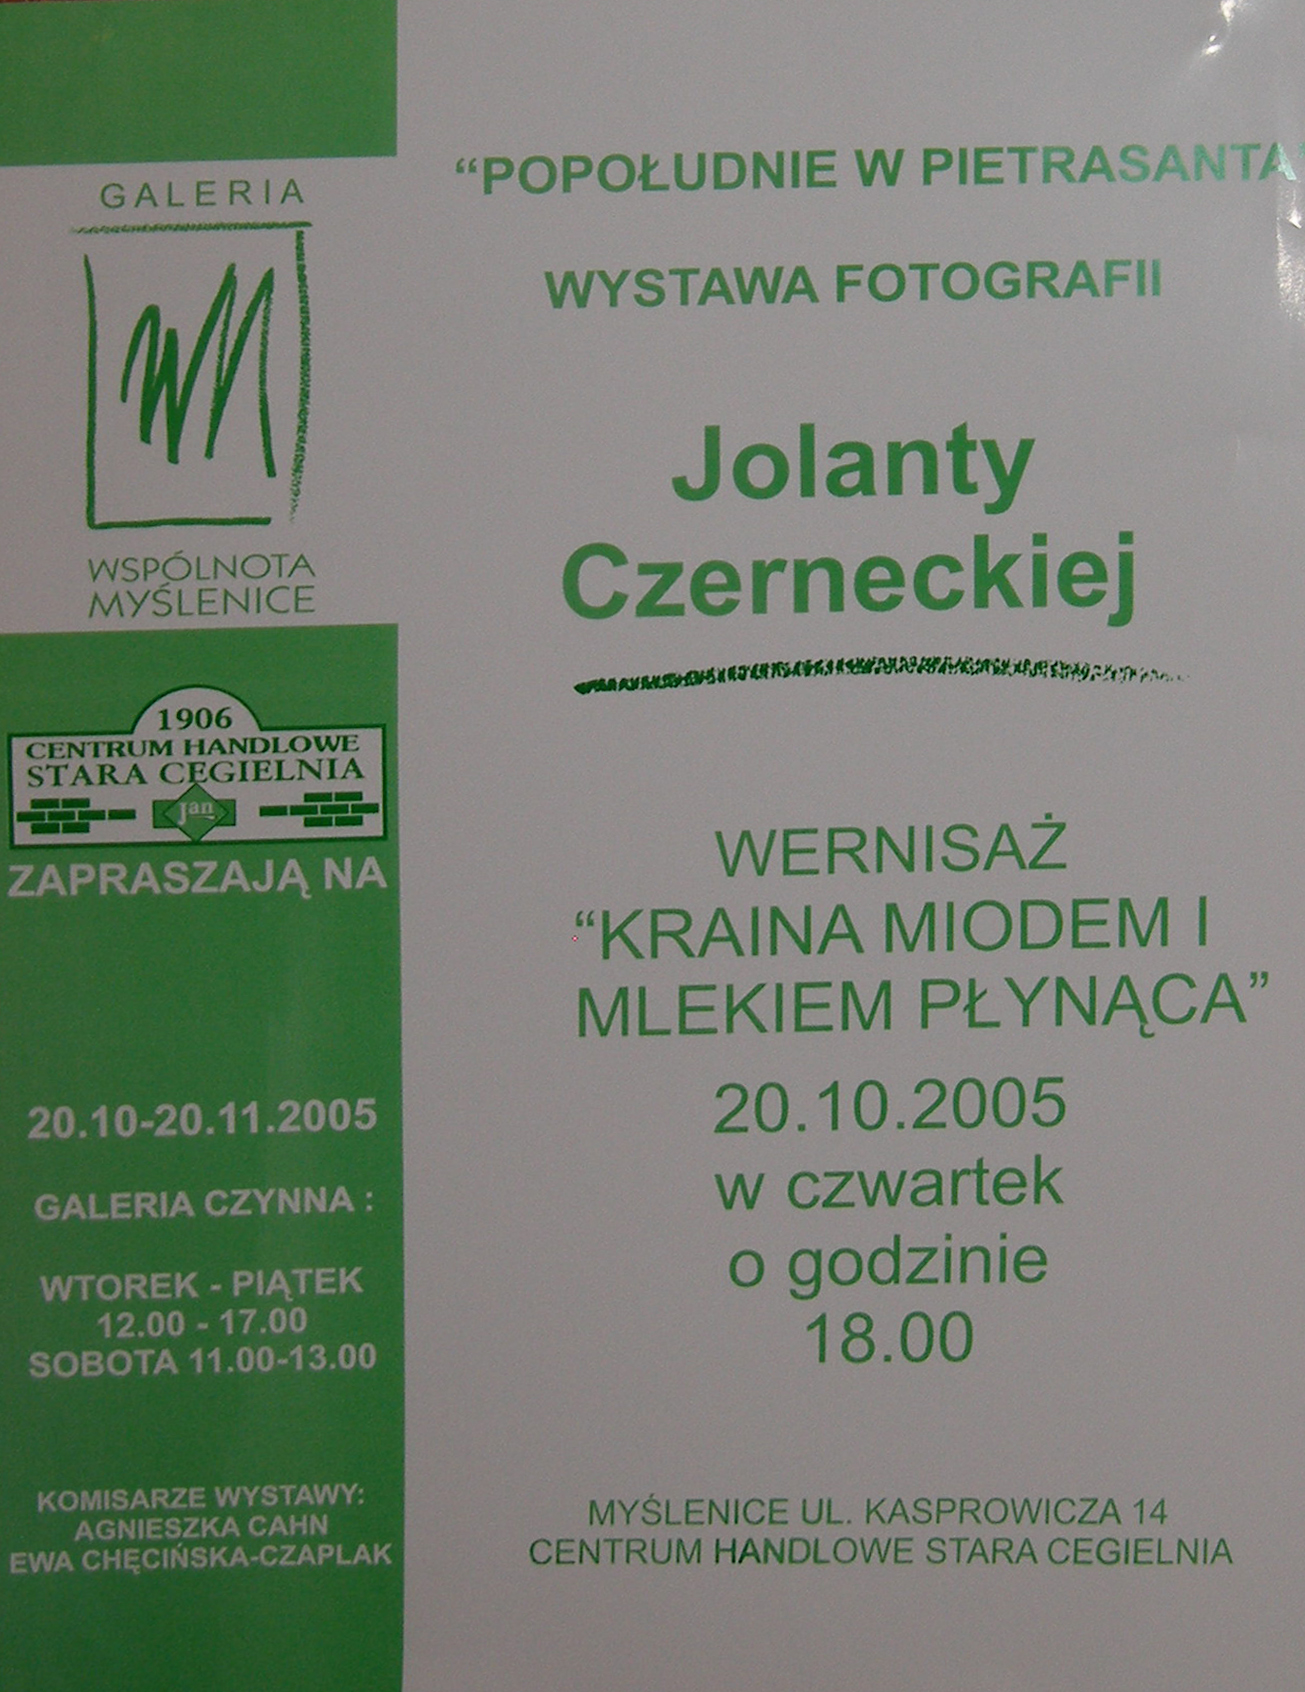 GALERIA
WM
WSPÓLNOTA
MYŚLENICE
1906
CENTRUM HANDLOWE
STARA CEGIELNIA
Jan
ZAPRASZAJĄ NA
20.10-20.11.2005
GALERIA CZYNNA :
WTOREK - PIĄTEK
12.00 - 17.00
SOBOTA 11.00-13.00
KOMISARZE WYSTAWY:
AGNIESZKA CAHN
EWA CHĘCIŃSKA-CZAPLAK
“POPOŁUDNIE W PIETRASANTA
WYSTAWA FOTOGRAFII
Jolanty
Czerneckiej
WERNISAŻ
“KRAINA MIODEM I
MLEKIEM PŁYNĄCA”
20.10.2005
w czwartek
o godzinie
18.00
MYŚLENICE UL. KASPROWICZA 14
CENTRUM HANDLOWE STARA CEGIELNIA